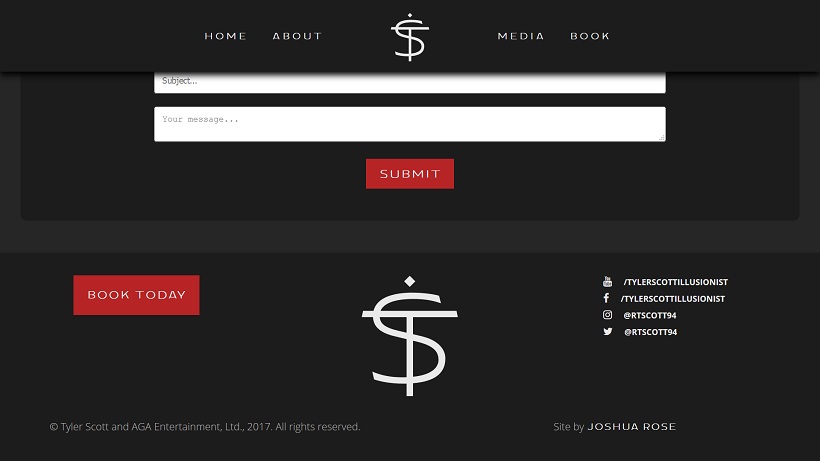 HOME ABOUT MEDIA BOOK
Subject...
Your message...
SUBMIT
BOOK TODAY
/TYLERSCOTTILLUSIONIST
/TYLERSCOTTILLUSIONIST
@RTSCOTT94
@RTSCOTT94
© Tyler Scott and AGA Entertainment, Ltd., 2017. All rights reserved.
Site by JOSHUA ROSE